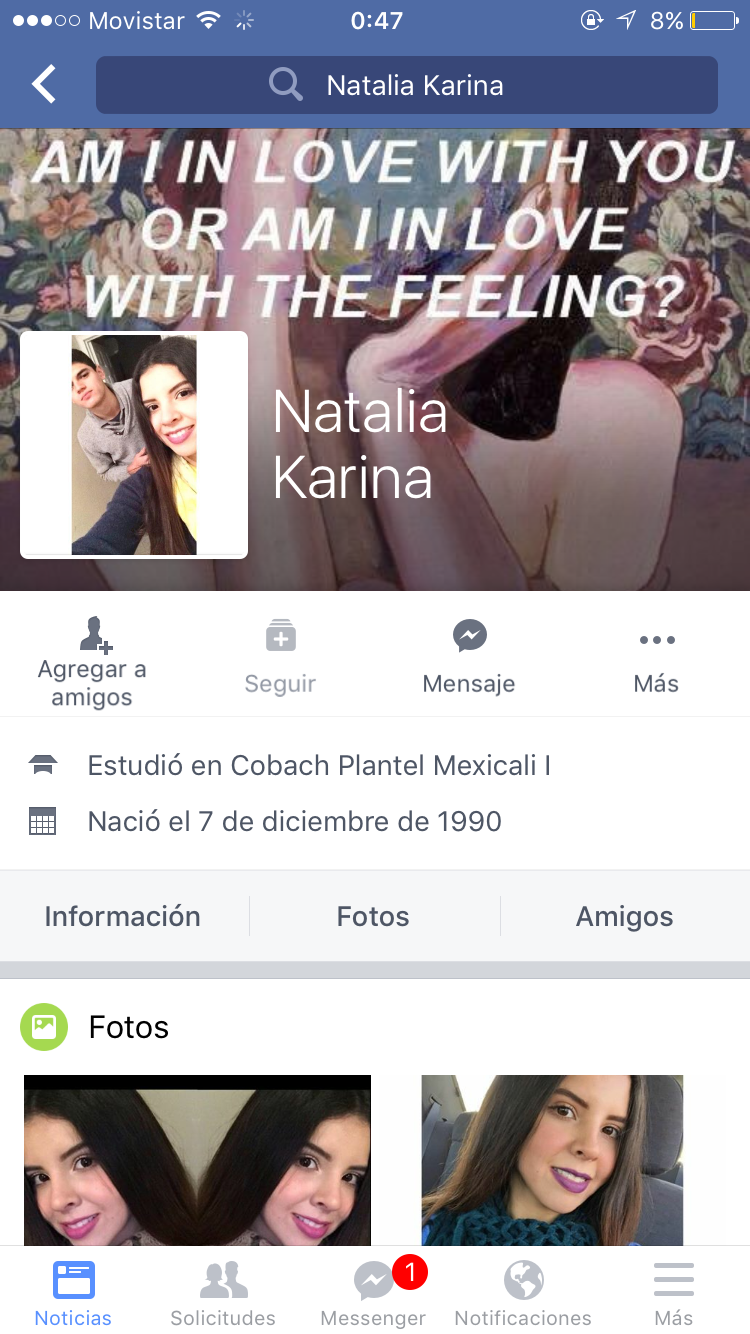 Movistar 0:47 8%
Natalia Karina
AM I IN LOVE WITH YOU
OR AM I IN LOVE
WITH THE FEELING?
Natalia
Karina
Agregar a
amigos
Seguir
Mensaje
Más
Estudió en Cobach Plantel Mexicali I
Nació el 7 de diciembre de 1990
Información Fotos Amigos
Fotos
1
Noticias Solicitudes Messenger Notificaciones Más